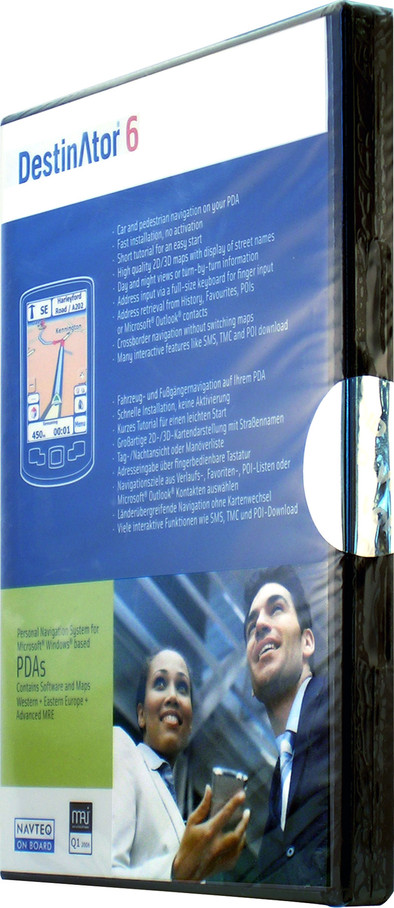 DestinAtor 6
· Car and pedestrian navigation on your PDA
· Fast installation, no activation
· Short tutorial for an easy start
· High quality 2D/3D maps with display of street names
· Day and night views or turn-by-turn information
· Address input via a full-size keyboard for finger input
· Address retrieval from History, Favourites, POIs
or Microsoft® Outlook® contacts
· Crossborder navigation without switching maps
· Many interactive features like SMS, TMC and POI download
SE
Harleyford
Road / A202
Kennington
Menu
450m 00:01
· Fahrzeug- und Fußgängernavigation auf Ihrem PDA
· Schnelle Installation, keine Aktivierung
· Kurzes Tutorial für einen leichten Start
· Großartige 2D-/3D-Kartendarstellung mit Straßennamen
· Tag-/Nachtansicht oder Manöverliste
· Adresseingabe über fingerbedienbare Tastatur
· Navigationsziele aus Verlaufs-, Favoriten-, POI-Listen oder
Microsoft® Outlook® Kontakten auswählen
· Länderübergreifende Navigation ohne Kartenwechsel
· Viele interaktive Funktionen wie SMS, TMC und POI-Download
Personal Navigation System for
Microsoft® Windows® based
PDAs
Contains Software and Maps
Western + Eastern Europe +
Advanced MRE
NAVTEQ
ON BOARD
Q1